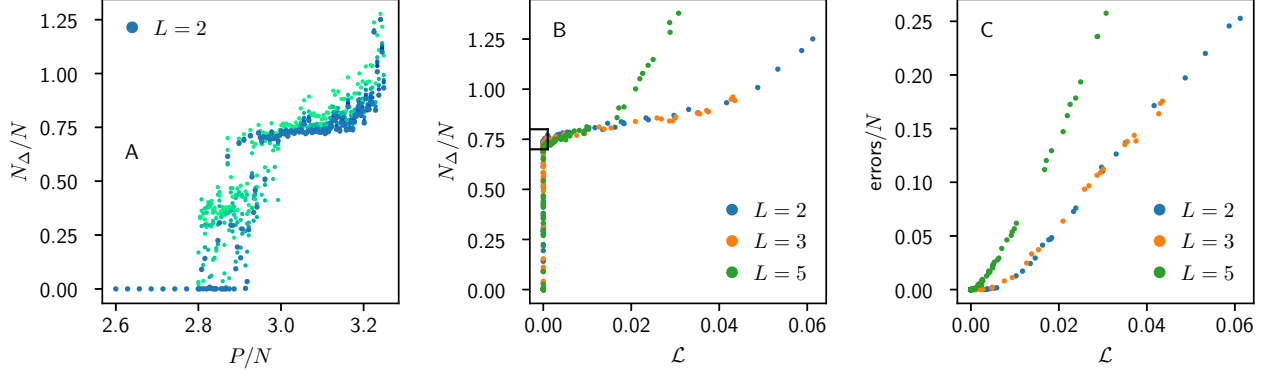 1.25
1.00
0.75
0.50
0.25
0.00
N_Δ/N
L = 2
A
2.6 2.8 3.0 3.2
P/N
1.25
1.00
0.75
0.50
0.25
0.00
N_Δ/N
B
L = 2
L = 3
L = 5
0.00 0.02 0.04 0.06
ℒ
0.25
0.20
0.15
0.10
0.05
0.00
errors/N
C
L = 2
L = 3
L = 5
0.00 0.02 0.04 0.06
ℒ